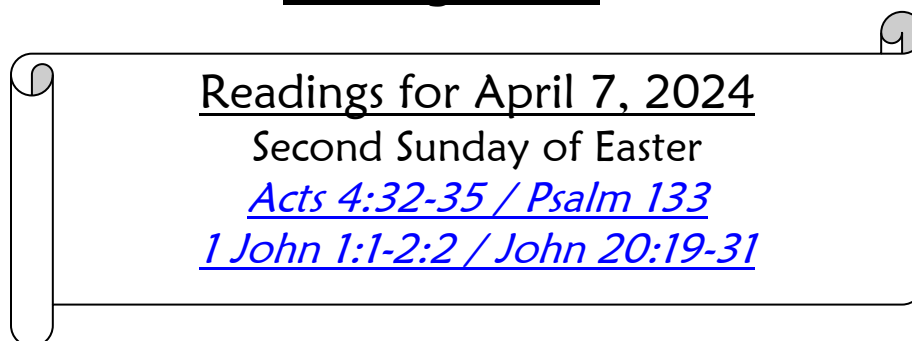 Readings for April 7, 2024
Second Sunday of Easter
Acts 4:32-35 / Psalm 133
1 John 1:1-2:2 / John 20:19-31